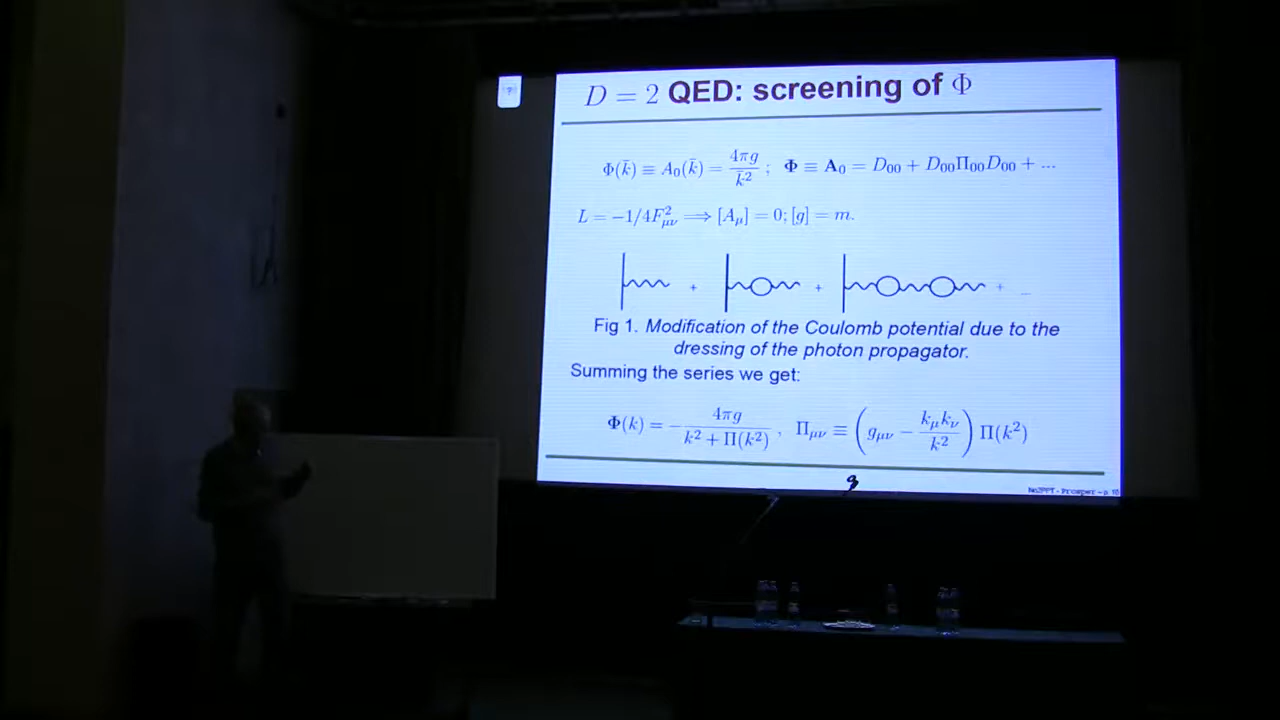 D = 2 QED: screening of Φ
Φ(k̄) ≡ A₀(k̄) = 4πg / k̄² ; 𝚽 ≡ 𝐀₀ = D₀₀ + D₀₀Π₀₀D₀₀ + ...
L = −1/4F²μν ⟹ [Aμ] = 0; [g] = m.
+ + + ...
Fig 1. Modification of the Coulomb potential due to the
dressing of the photon propagator.
Summing the series we get:
𝚽(k) = − 4πg / (k² + Π(k²)) , Πμν ≡ (gμν − kμkν / k²) Π(k²)